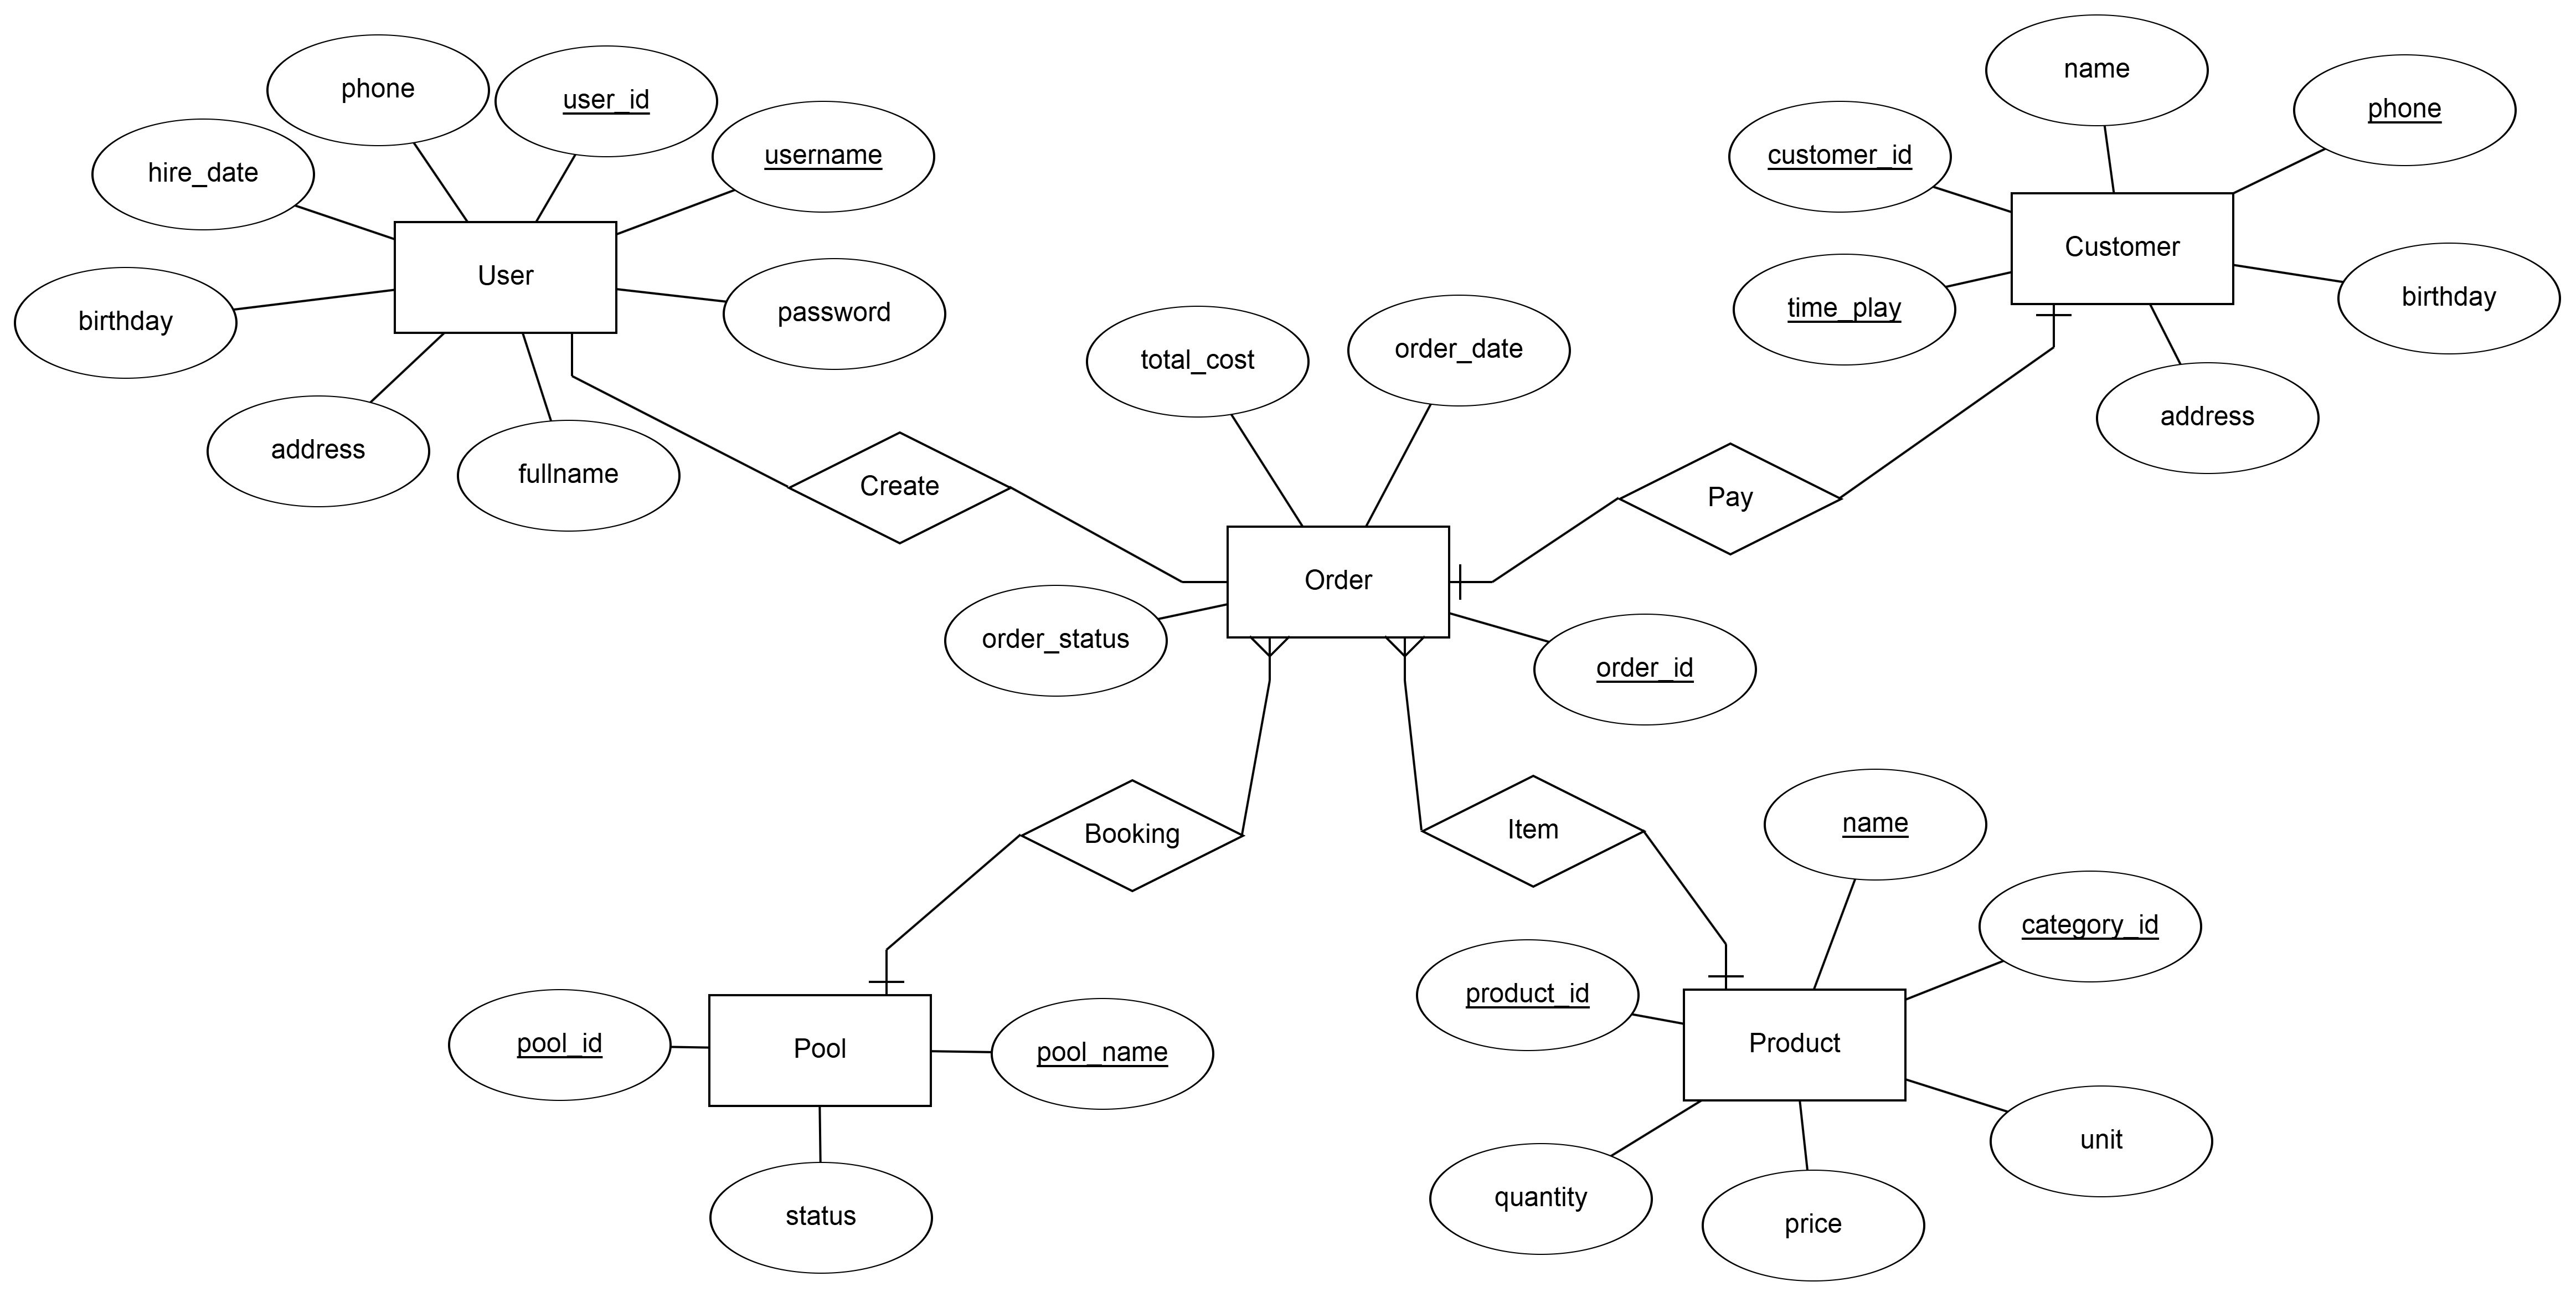 phone
user_id
username
hire_date
User
password
birthday
address
fullname
Create
name
phone
customer_id
Customer
time_play
birthday
address
total_cost
order_date
Pay
Order
order_status
order_id
Booking
Item
name
category_id
product_id
Product
pool_id
Pool
pool_name
unit
quantity
price
status